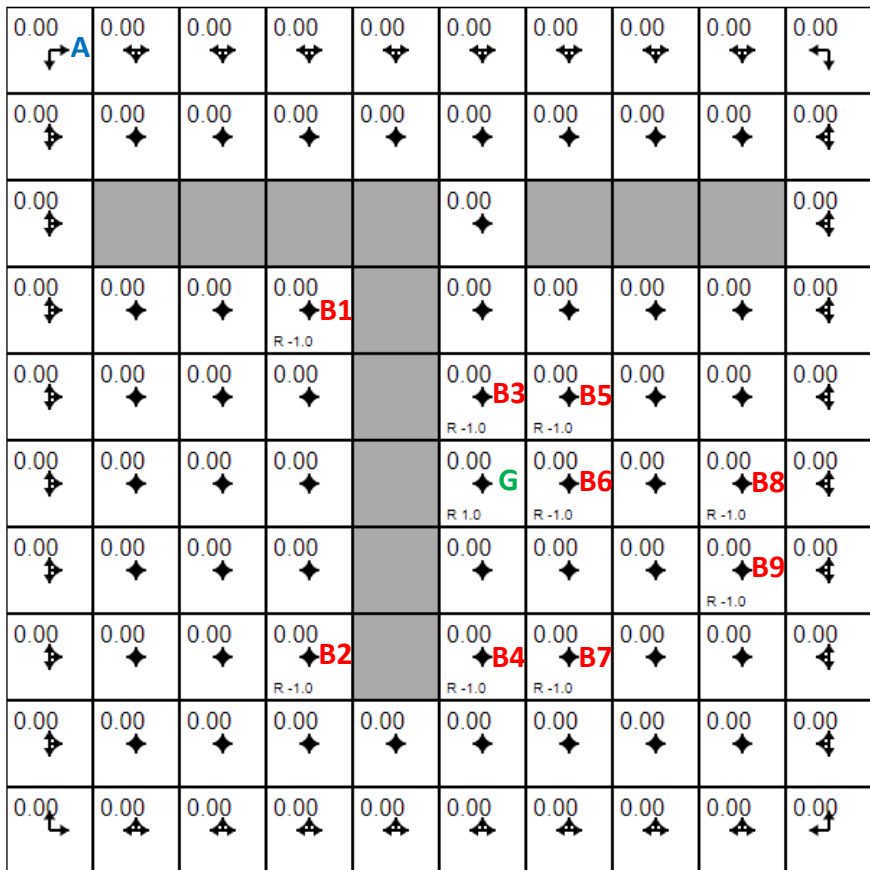 0.00 A 0.00 0.00 0.00 0.00 0.00 0.00 0.00 0.00 0.00
0.00 0.00 0.00 0.00 0.00 0.00 0.00 0.00 0.00 0.00
0.00 0.00 0.00
0.00 0.00 0.00 0.00 B1 0.00 0.00 0.00 0.00 0.00
R -1.0
0.00 0.00 0.00 0.00 0.00 B3 0.00 B5 0.00 0.00 0.00
R -1.0 R -1.0
0.00 0.00 0.00 0.00 0.00 G 0.00 B6 0.00 0.00 B8 0.00
R 1.0 R -1.0 R -1.0
0.00 0.00 0.00 0.00 0.00 0.00 0.00 0.00 B9 0.00
R -1.0
0.00 0.00 0.00 0.00 B2 0.00 B4 0.00 B7 0.00 0.00 0.00
R -1.0 R -1.0 R -1.0
0.00 0.00 0.00 0.00 0.00 0.00 0.00 0.00 0.00 0.00
0.00 0.00 0.00 0.00 0.00 0.00 0.00 0.00 0.00 0.00